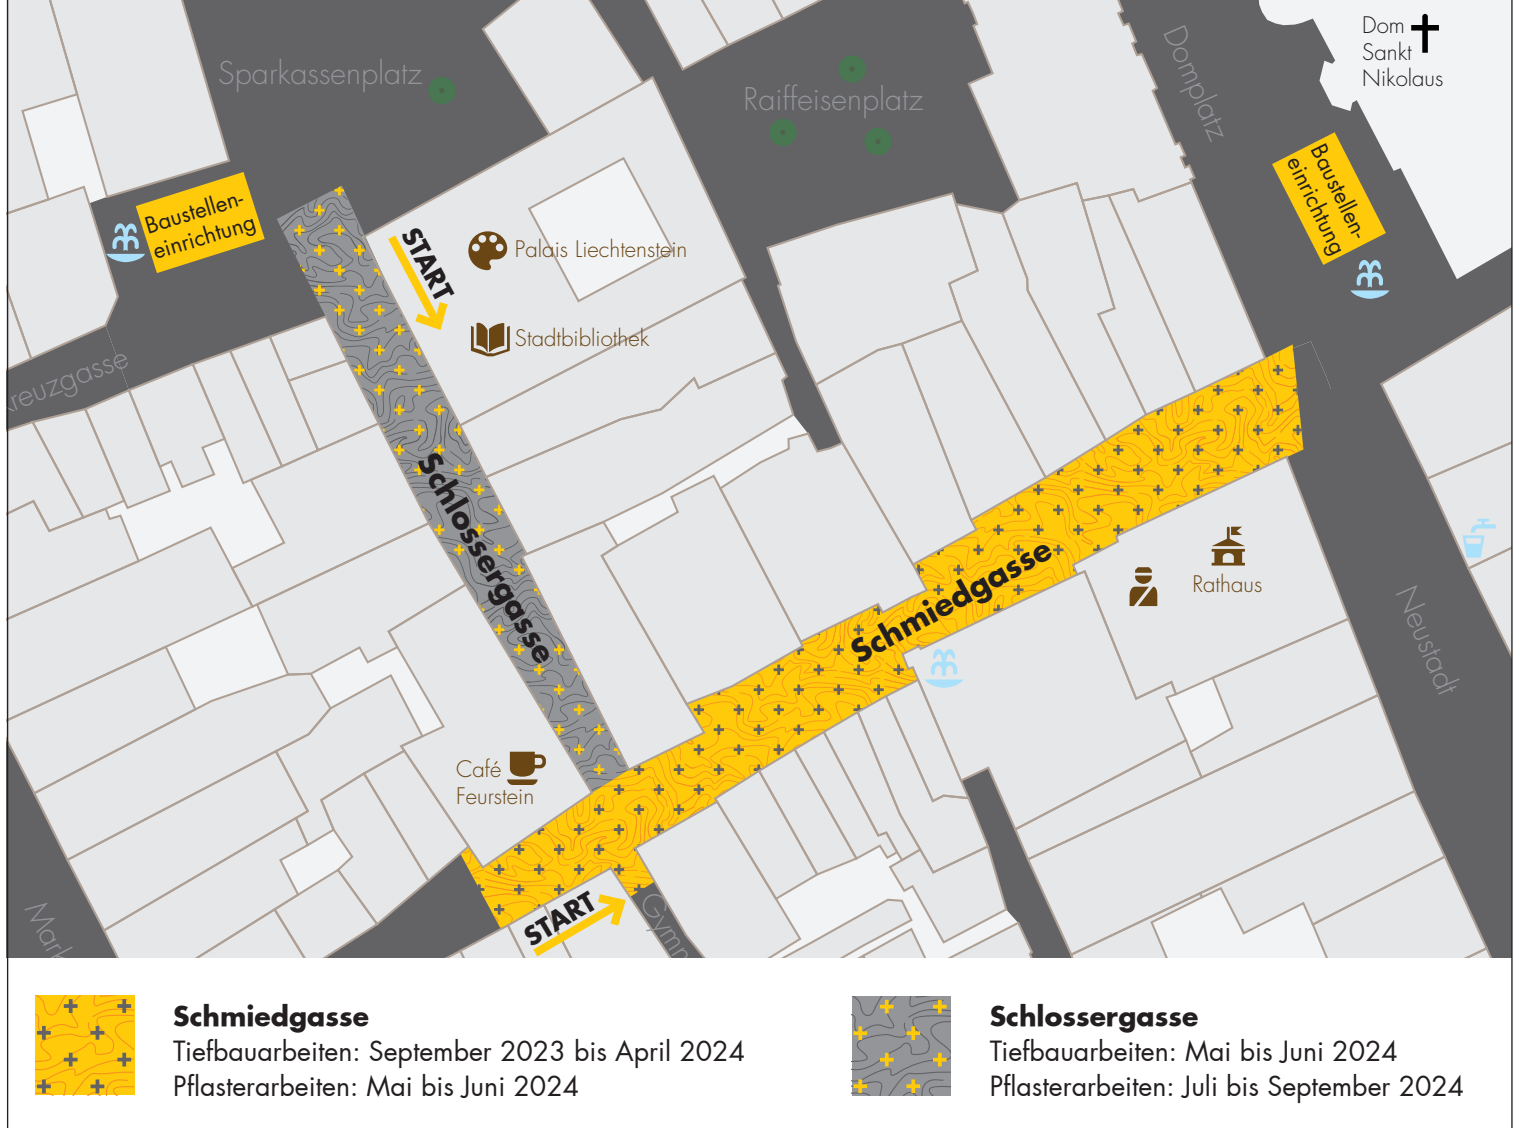 Sparkassenplatz
Raiffeisenplatz
Domplatz
Dom
Sankt
Nikolaus
Baustellen-
einrichtung
Baustellen-
einrichtung
START
Palais Liechtenstein
Stadtbibliothek
Schlossergasse
Schmiedgasse
Rathaus
Neustadt
Café
Feurstein
START
Schmiedgasse
Tiefbauarbeiten: September 2023 bis April 2024
Pflasterarbeiten: Mai bis Juni 2024
Schlossergasse
Tiefbauarbeiten: Mai bis Juni 2024
Pflasterarbeiten: Juli bis September 2024